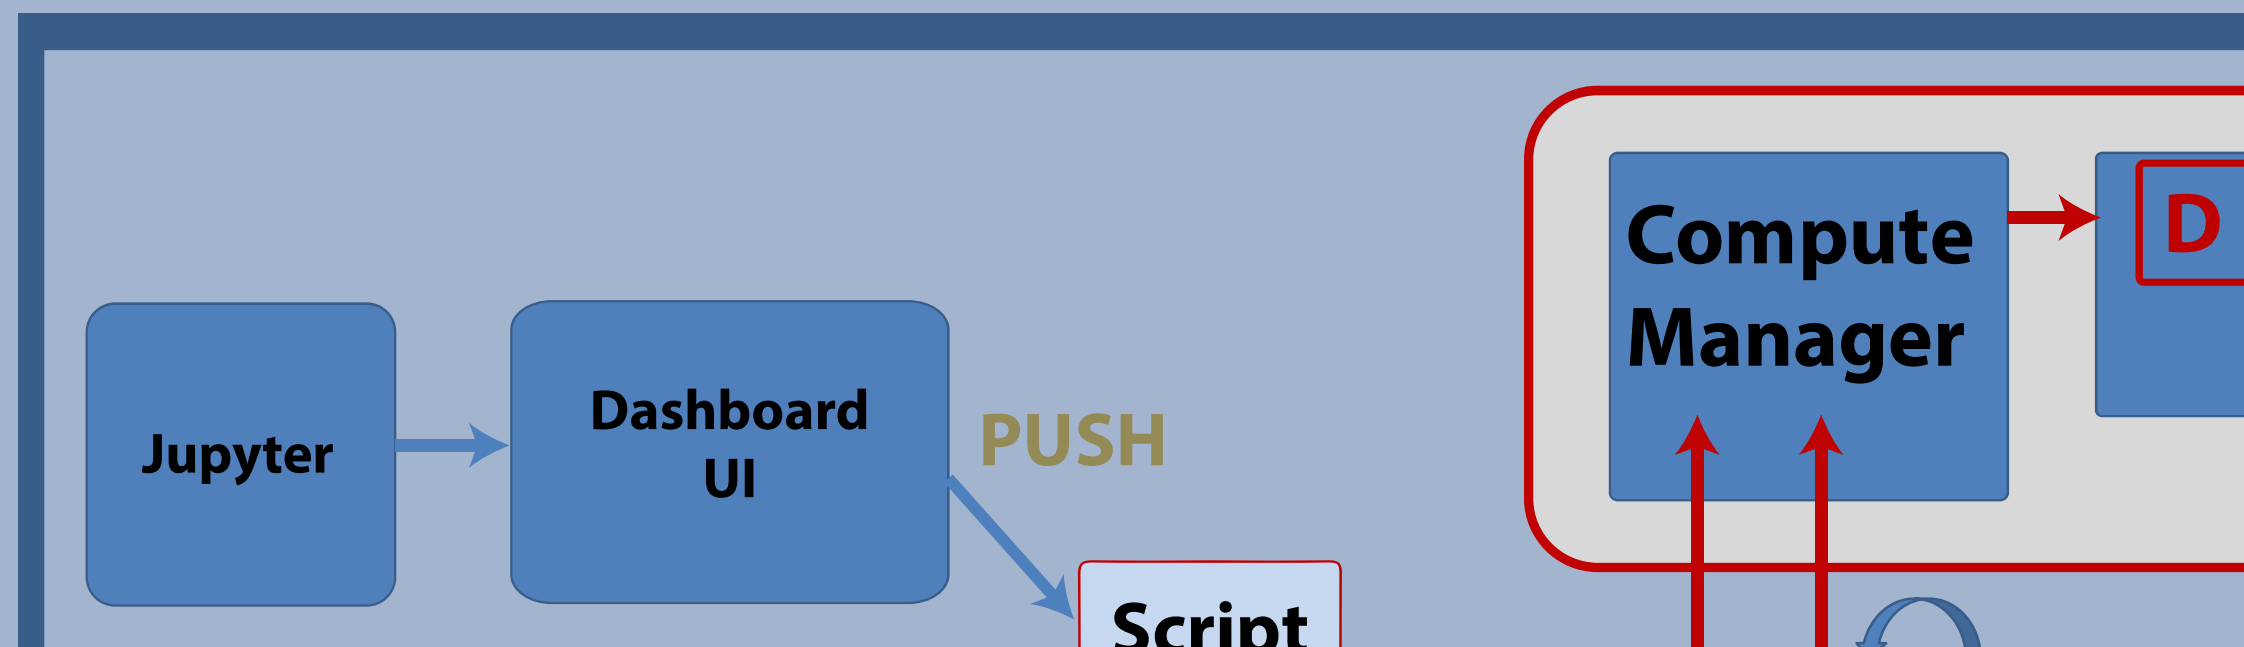 Jupyter
Dashboard
UI
PUSH
Script
Compute
Manager
D